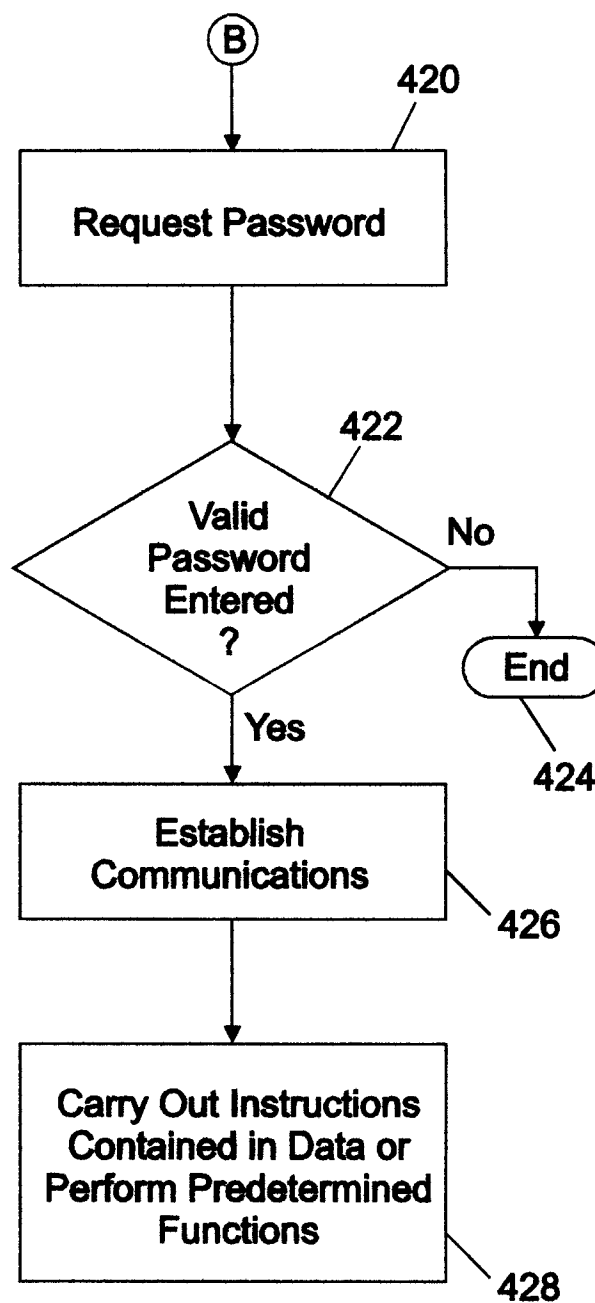 B
420
Request Password
422
Valid
Password
Entered
?
No
End
424
Yes
Establish
Communications
426
Carry Out Instructions
Contained in Data or
Perform Predetermined
Functions
428